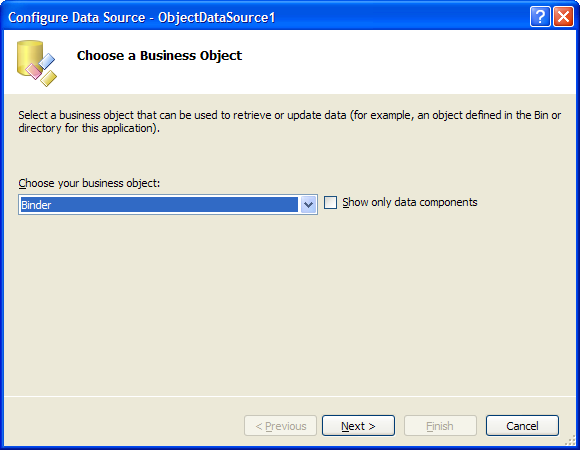 Configure Data Source - ObjectDataSource1
Choose a Business Object
Select a business object that can be used to retrieve or update data (for example, an object defined in the Bin or
directory for this application).
Choose your business object:
Binder
Show only data components
< Previous
Next >
Finish
Cancel